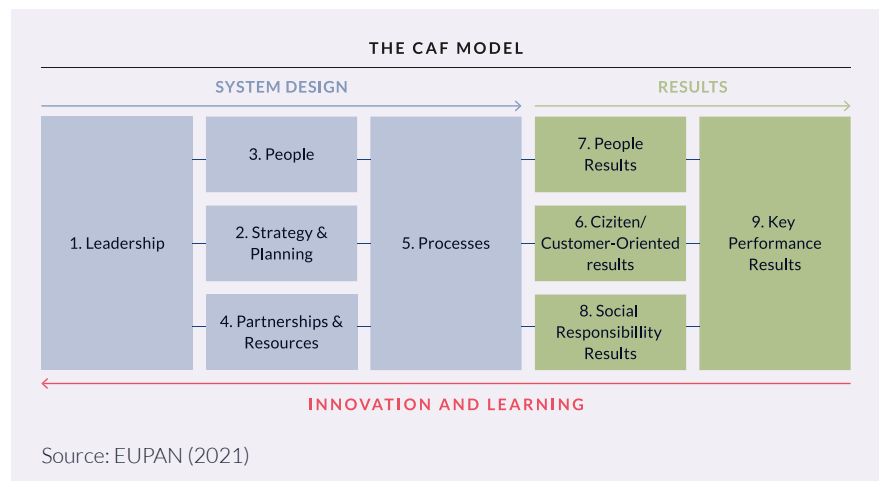 THE CAF MODEL
SYSTEM DESIGN
RESULTS
1. Leadership
3. People
2. Strategy &
Planning
4. Partnerships &
Resources
5. Processes
7. People
Results
6. Ciziten/
Customer-Oriented
results
8. Social
Responsibillity
Results
9. Key
Performance
Results
INNOVATION AND LEARNING
Source: EUPAN (2021)